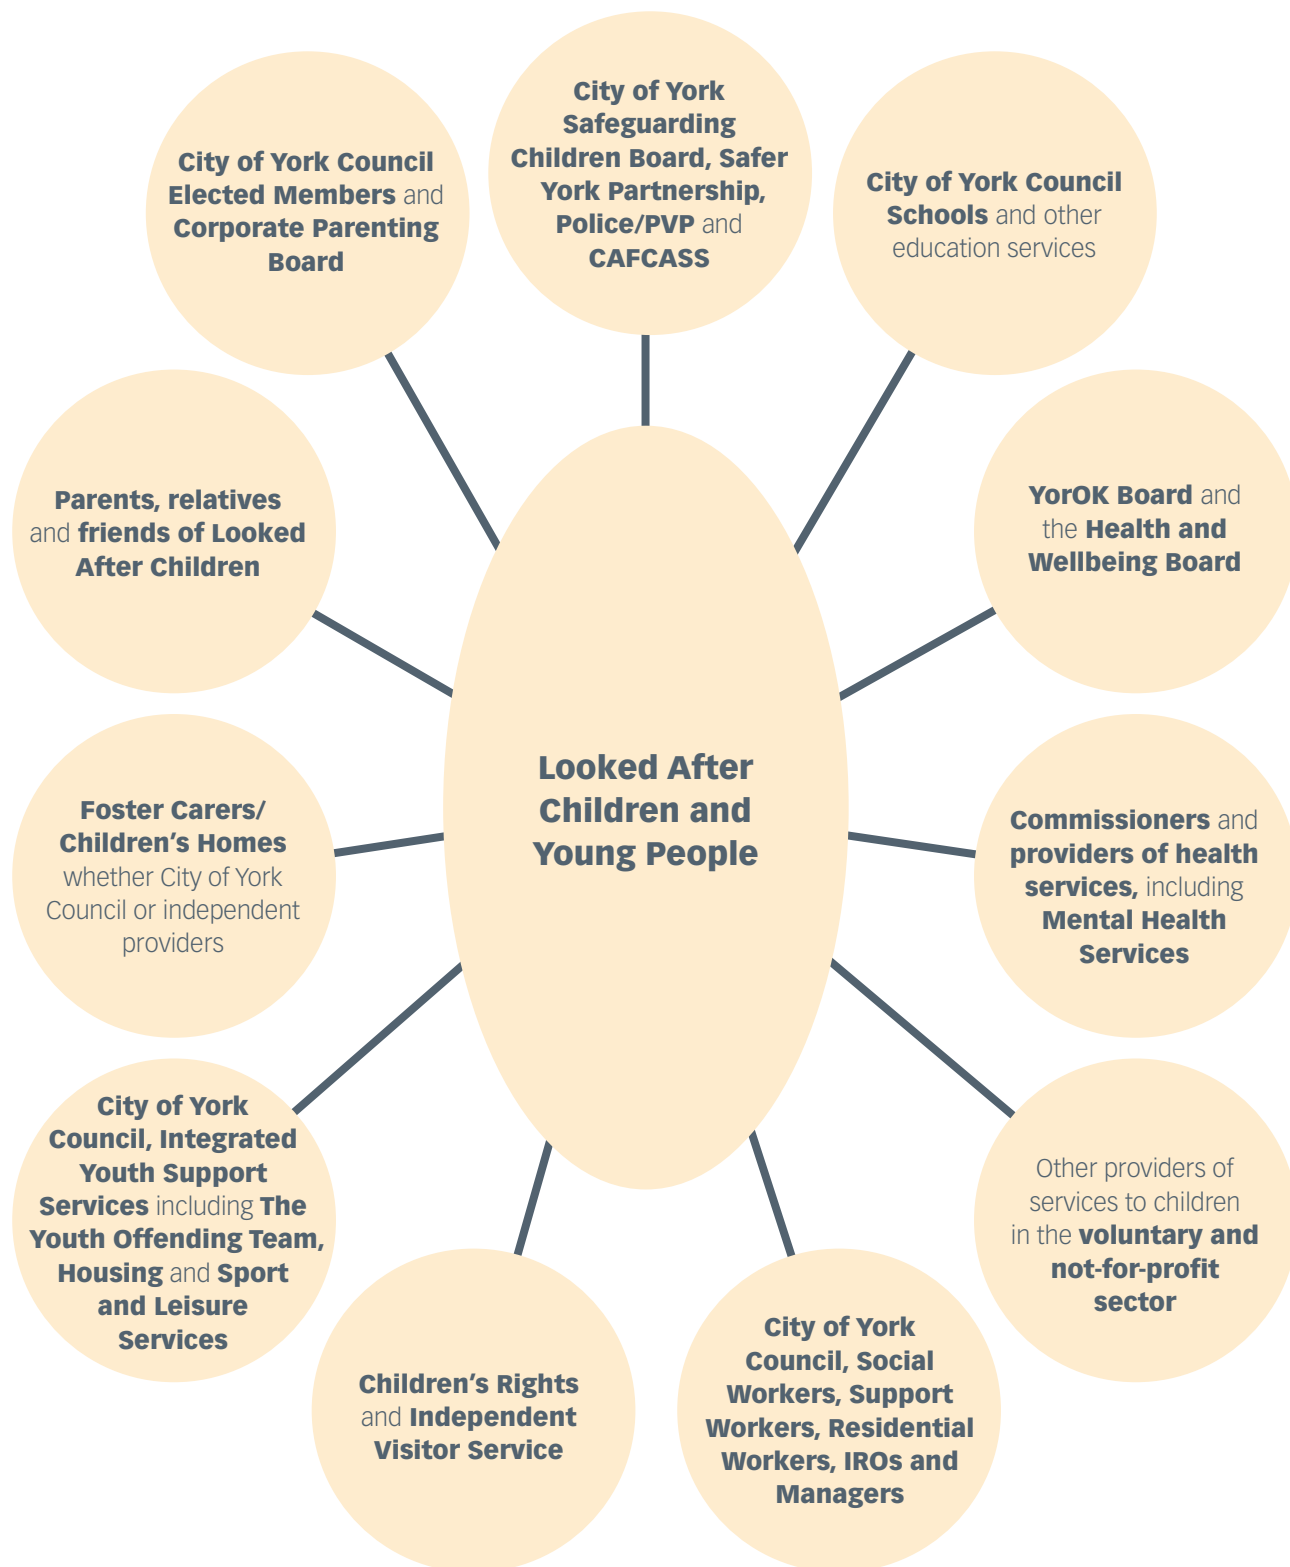 City of York
Safeguarding
Children Board, Safer
York Partnership,
Police/PVP and
CAFCASS
City of York Council
Elected Members and
Corporate Parenting
Board
City of York Council
Schools and other
education services
Parents, relatives
and friends of Looked
After Children
YorOK Board and
the Health and
Wellbeing Board
Looked After
Children and
Young People
Foster Carers/
Children’s Homes
whether City of York
Council or independent
providers
Commissioners and
providers of health
services, including
Mental Health
Services
City of York
Council, Integrated
Youth Support
Services including The
Youth Offending Team,
Housing and Sport
and Leisure
Services
Other providers of
services to children
in the voluntary and
not-for-profit
sector
Children’s Rights
and Independent
Visitor Service
City of York
Council, Social
Workers, Support
Workers, Residential
Workers, IROs and
Managers